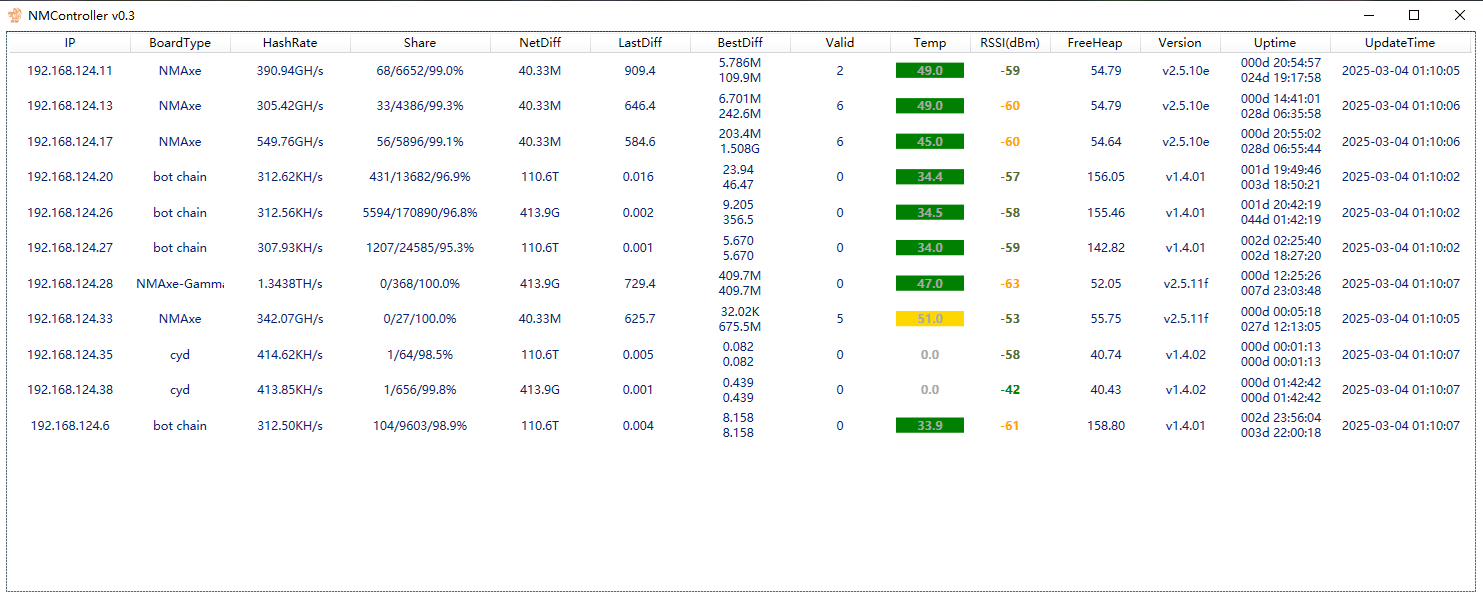 NMController v0.3
IP BoardType HashRate Share NetDiff LastDiff BestDiff Valid Temp RSSI(dBm) FreeHeap Version Uptime UpdateTime
192.168.124.11 NMAxe 390.94GH/s 68/6652/99.0% 40.33M 909.4 5.786M 2 49.0 -59 54.79 v2.5.10e 000d 20:54:57 2025-03-04 01:10:05
109.9M 024d 19:17:58
192.168.124.13 NMAxe 305.42GH/s 33/4386/99.3% 40.33M 646.4 6.701M 6 49.0 -60 54.79 v2.5.10e 000d 14:41:01 2025-03-04 01:10:06
242.6M 028d 06:35:58
192.168.124.17 NMAxe 549.76GH/s 56/5896/99.1% 40.33M 584.6 203.4M 6 45.0 -60 54.64 v2.5.10e 000d 20:55:02 2025-03-04 01:10:06
1.508G 028d 06:55:44
192.168.124.20 bot chain 312.62KH/s 431/13682/96.9% 110.6T 0.016 23.94 0 34.4 -57 156.05 v1.4.01 001d 19:49:46 2025-03-04 01:10:02
46.47 003d 18:50:21
192.168.124.26 bot chain 312.56KH/s 5594/170890/96.8% 413.9G 0.002 9.205 0 34.5 -58 155.46 v1.4.01 001d 20:42:19 2025-03-04 01:10:02
356.5 044d 01:42:19
192.168.124.27 bot chain 307.93KH/s 1207/24585/95.3% 110.6T 0.001 5.670 0 34.0 -59 142.82 v1.4.01 002d 02:25:40 2025-03-04 01:10:02
5.670 002d 18:27:20
192.168.124.28 NMAxe-Gamma 1.3438TH/s 0/368/100.0% 413.9G 729.4 409.7M 0 47.0 -63 52.05 v2.5.11f 000d 12:25:26 2025-03-04 01:10:07
409.7M 007d 23:03:48
192.168.124.33 NMAxe 342.07GH/s 0/27/100.0% 40.33M 625.7 32.02K 5 51.0 -53 55.75 v2.5.11f 000d 00:05:18 2025-03-04 01:10:05
675.5M 027d 12:13:05
192.168.124.35 cyd 414.62KH/s 1/64/98.5% 110.6T 0.005 0.082 0 0.0 -58 40.74 v1.4.02 000d 00:01:13 2025-03-04 01:10:07
0.082 000d 00:01:13
192.168.124.38 cyd 413.85KH/s 1/656/99.8% 413.9G 0.001 0.439 0 0.0 -42 40.43 v1.4.02 000d 01:42:42 2025-03-04 01:10:07
0.439 000d 01:42:42
192.168.124.6 bot chain 312.50KH/s 104/9603/98.9% 110.6T 0.004 8.158 0 33.9 -61 158.80 v1.4.01 002d 23:56:04 2025-03-04 01:10:07
8.158 003d 22:00:18